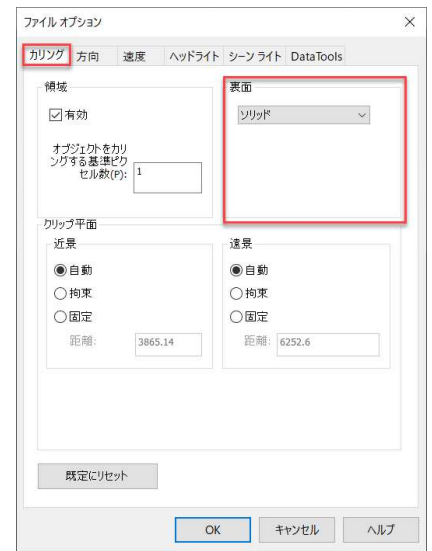 ファイル オプション
カリング 方向 速度 ヘッドライト シーン ライト DataTools
領域
有効
オブジェクトをカリ
ングする基準ピク
セル数(P):
1
裏面
ソリッド
クリップ平面
近景
自動
拘束
固定
距離: 3865.14
遠景
自動
拘束
固定
距離: 6252.6
既定にリセット
OK キャンセル ヘルプ